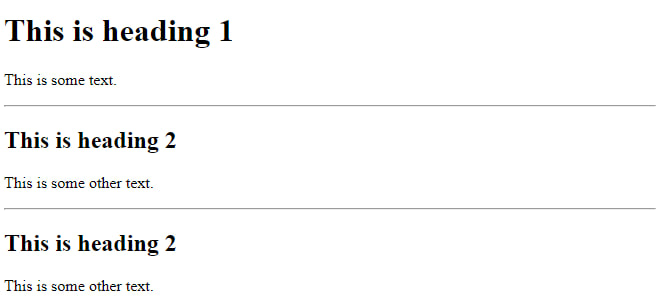 This is heading 1
This is some text.
This is heading 2
This is some other text.
This is heading 2
This is some other text.